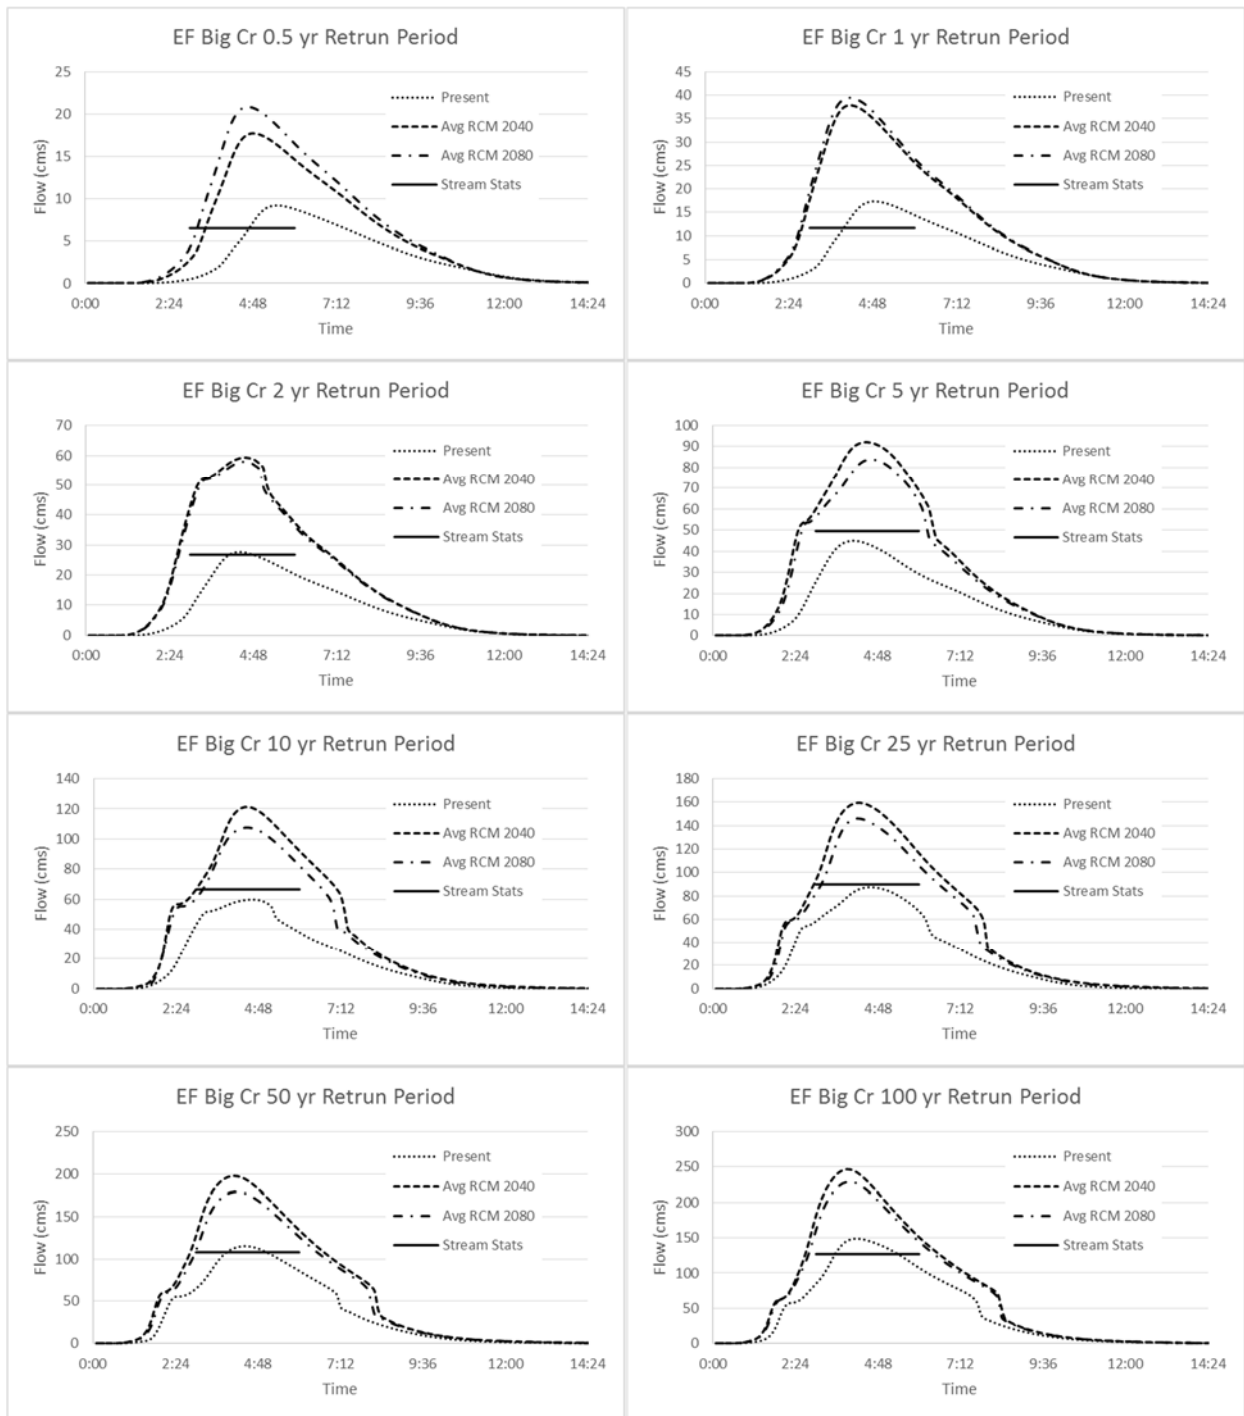 EF Big Cr 0.5 yr Retrun Period
25
20
15
10
5
0
Flow (cms)
0:00 2:24 4:48 7:12 9:36 12:00 14:24
Time
Present
Avg RCM 2040
Avg RCM 2080
Stream Stats
EF Big Cr 1 yr Retrun Period
45
40
35
30
25
20
15
10
5
0
Flow (cms)
0:00 2:24 4:48 7:12 9:36 12:00 14:24
Time
Present
Avg RCM 2040
Avg RCM 2080
Stream Stats
EF Big Cr 2 yr Retrun Period
70
60
50
40
30
20
10
0
Flow (cms)
0:00 2:24 4:48 7:12 9:36 12:00 14:24
Time
Present
Avg RCM 2040
Avg RCM 2080
Stream Stats
EF Big Cr 5 yr Retrun Period
100
90
80
70
60
50
40
30
20
10
0
Flow (cms)
0:00 2:24 4:48 7:12 9:36 12:00 14:24
Time
Present
Avg RCM 2040
Avg RCM 2080
Stream Stats
EF Big Cr 10 yr Retrun Period
140
120
100
80
60
40
20
0
Flow (cms)
0:00 2:24 4:48 7:12 9:36 12:00 14:24
Time
Present
Avg RCM 2040
Avg RCM 2080
Stream Stats
EF Big Cr 25 yr Retrun Period
180
160
140
120
100
80
60
40
20
0
Flow (cms)
0:00 2:24 4:48 7:12 9:36 12:00 14:24
Time
Present
Avg RCM 2040
Avg RCM 2080
Stream Stats
EF Big Cr 50 yr Retrun Period
250
200
150
100
50
0
Flow (cms)
0:00 2:24 4:48 7:12 9:36 12:00 14:24
Time
Present
Avg RCM 2040
Avg RCM 2080
Stream Stats
EF Big Cr 100 yr Retrun Period
300
250
200
150
100
50
0
Flow (cms)
0:00 2:24 4:48 7:12 9:36 12:00 14:24
Time
Present
Avg RCM 2040
Avg RCM 2080
Stream Stats